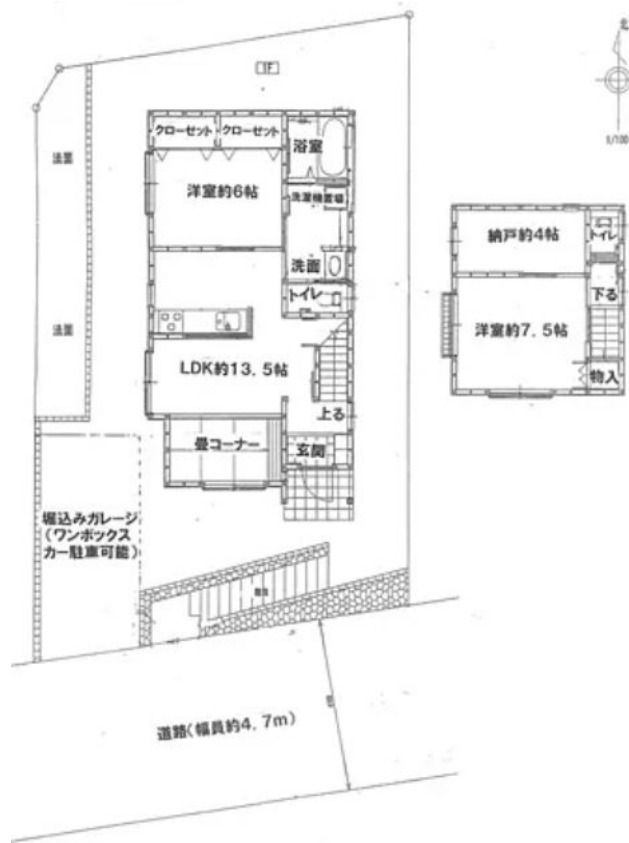 北
1/100
1F
クローゼット
クローゼット
浴室
法面
洋室約6帖
洗濯機置場
洗面
トイレ
法面
LDK約13.5帖
上る
畳コーナー
玄関
堀込みガレージ
(ワンボックス
カー駐車可能)
道路(幅員約4.7m)
納戸約4帖
トイレ
下る
洋室約7.5帖
物入